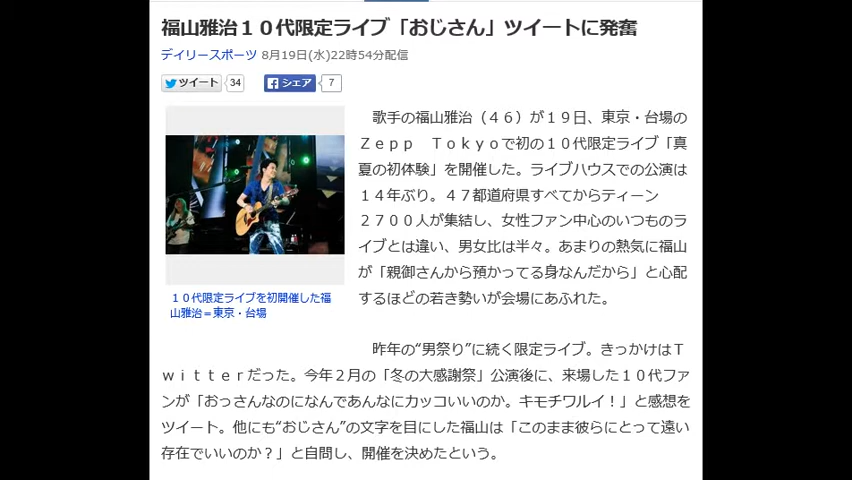 福山雅治１０代限定ライブ「おじさん」ツイートに発奮
デイリースポーツ 8月19日(水)22時54分配信
ツイート 34 シェア 7
歌手の福山雅治（４６）が１９日、東京・台場の
Ｚｅｐｐ　Ｔｏｋｙｏで初の１０代限定ライブ「真
夏の初体験」を開催した。ライブハウスでの公演は
１４年ぶり。４７都道府県すべてからティーン
２７００人が集結し、女性ファン中心のいつものラ
イブとは違い、男女比は半々。あまりの熱気に福山
が「親御さんから預かってる身なんだから」と心配
するほどの若き勢いが会場にあふれた。
１０代限定ライブを初開催した福
山雅治＝東京・台場
昨年の“男祭り”に続く限定ライブ。きっかけはＴ
ｗｉｔｔｅｒだった。今年２月の「冬の大感謝祭」公演後に、来場した１０代ファ
ンが「おっさんなのになんであんなにカッコいいのか。キモチワルイ！」と感想を
ツイート。他にも“おじさん”の文字を目にした福山は「このまま彼らにとって遠い
存在でいいのか？」と自問し、開催を決めたという。